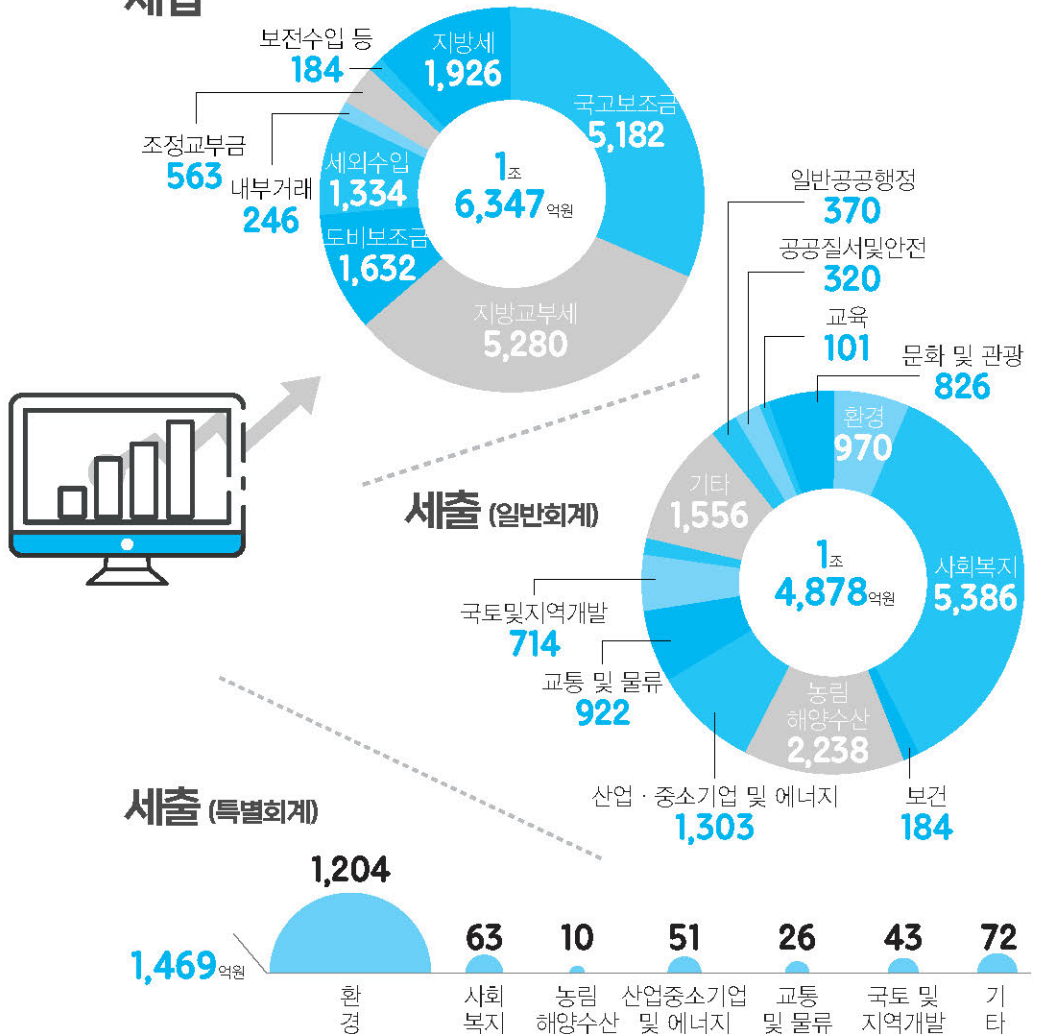 보전수입 등
184
지방세
1,926
국고보조금
5,182
조정교부금
563
내부거래
246
세외수입
1,334
도비보조금
1,632
지방교부세
5,280
1조
6,347억원
일반공공행정
370
공공질서및안전
320
교육
101
문화 및 관광
826
세출 (일반회계)
환경
970
기타
1,556
사회복지
5,386
1조
4,878억원
국토및지역개발
714
교통 및 물류
922
농림
해양수산
2,238
산업 · 중소기업 및 에너지
1,303
보건
184
세출 (특별회계)
1,469억원
1,204
63
10
51
26
43
72
환
경
사회
복지
농림
해양수산
산업중소기업
및 에너지
교통
및 물류
국토 및
지역개발
기
타